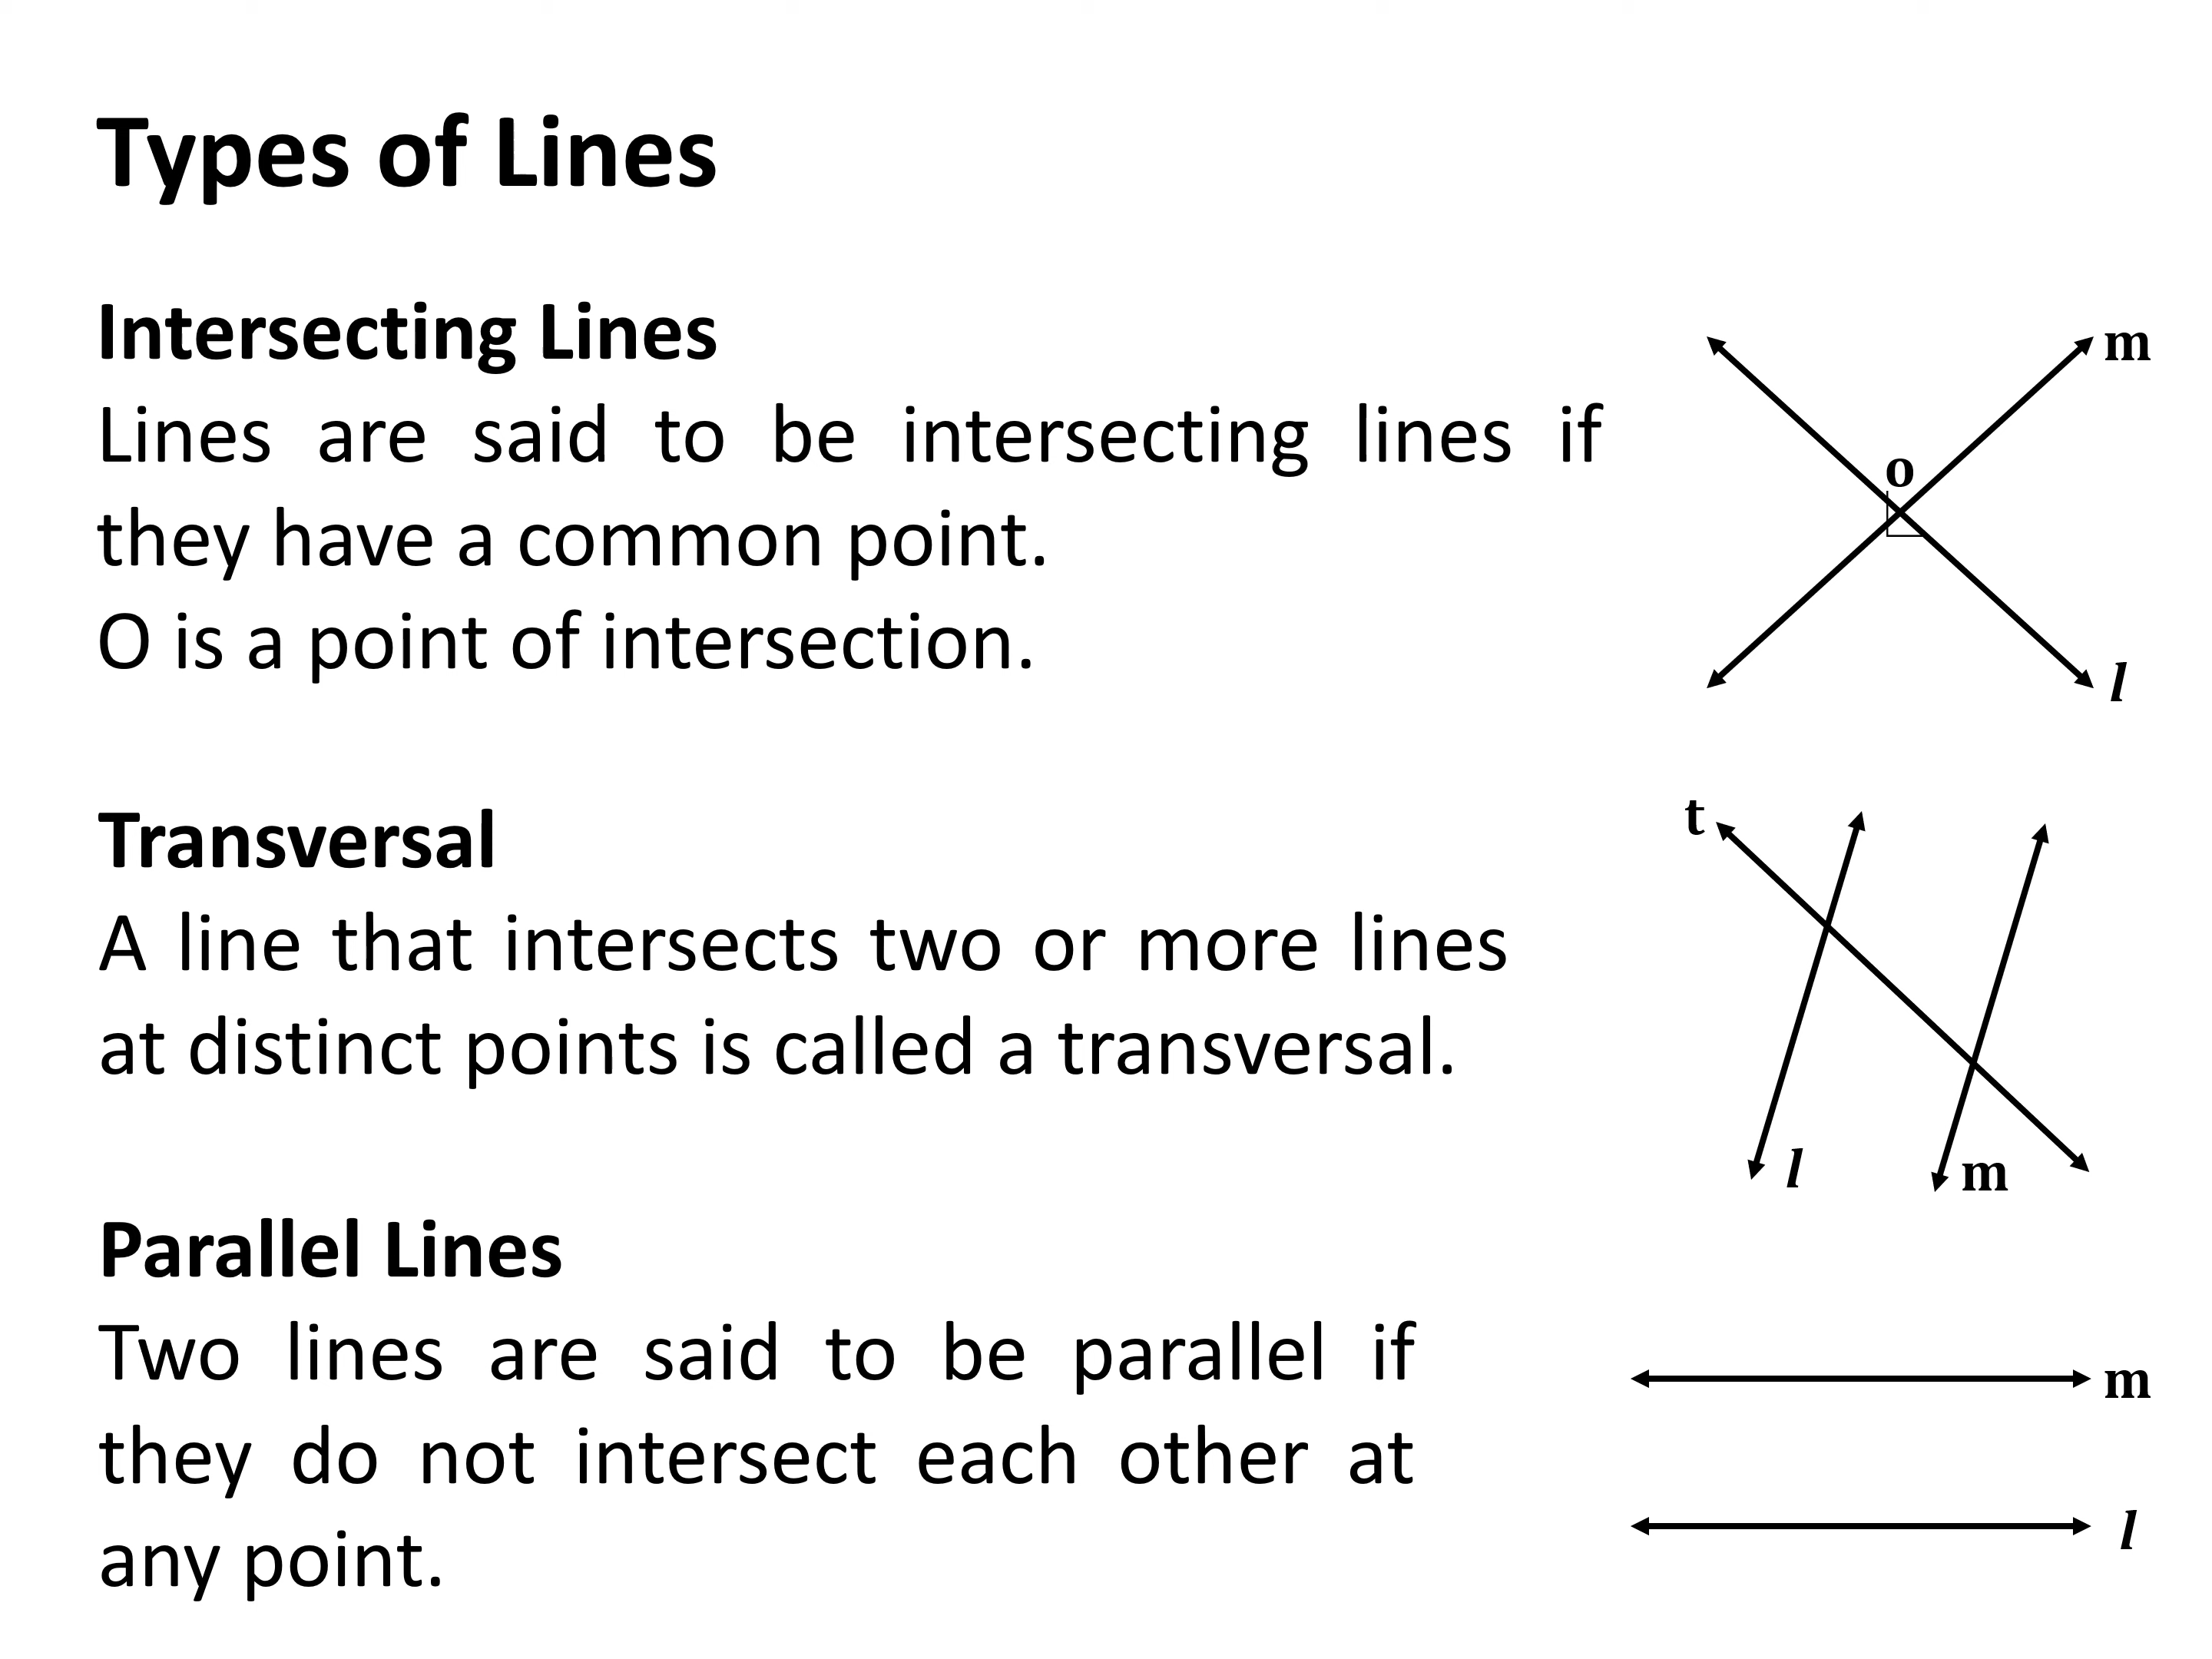 Types of Lines
Intersecting Lines
Lines are said to be intersecting lines if
they have a common point.
O is a point of intersection.
m
o
l
Transversal
A line that intersects two or more lines
at distinct points is called a transversal.
t
l
m
Parallel Lines
Two lines are said to be parallel if
they do not intersect each other at
any point.
m
l